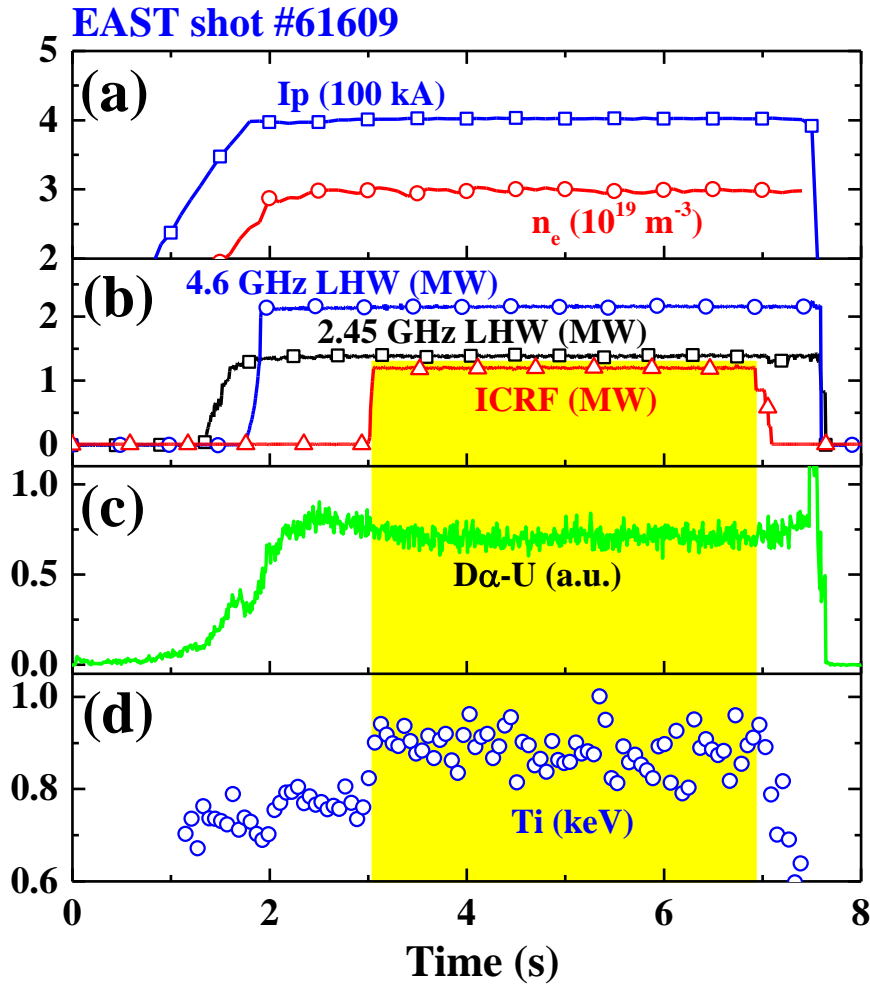 EAST shot #61609
5
(a)
Ip (100 kA)
4
3
n_e (10^19 m^-3)
2
(b)
4.6 GHz LHW (MW)
2
2.45 GHz LHW (MW)
1
ICRF (MW)
0
1.0
(c)
0.5
Dα-U (a.u.)
0.0
1.0
(d)
0.8
Ti (keV)
0.6
0 2 4 6 8
Time (s)